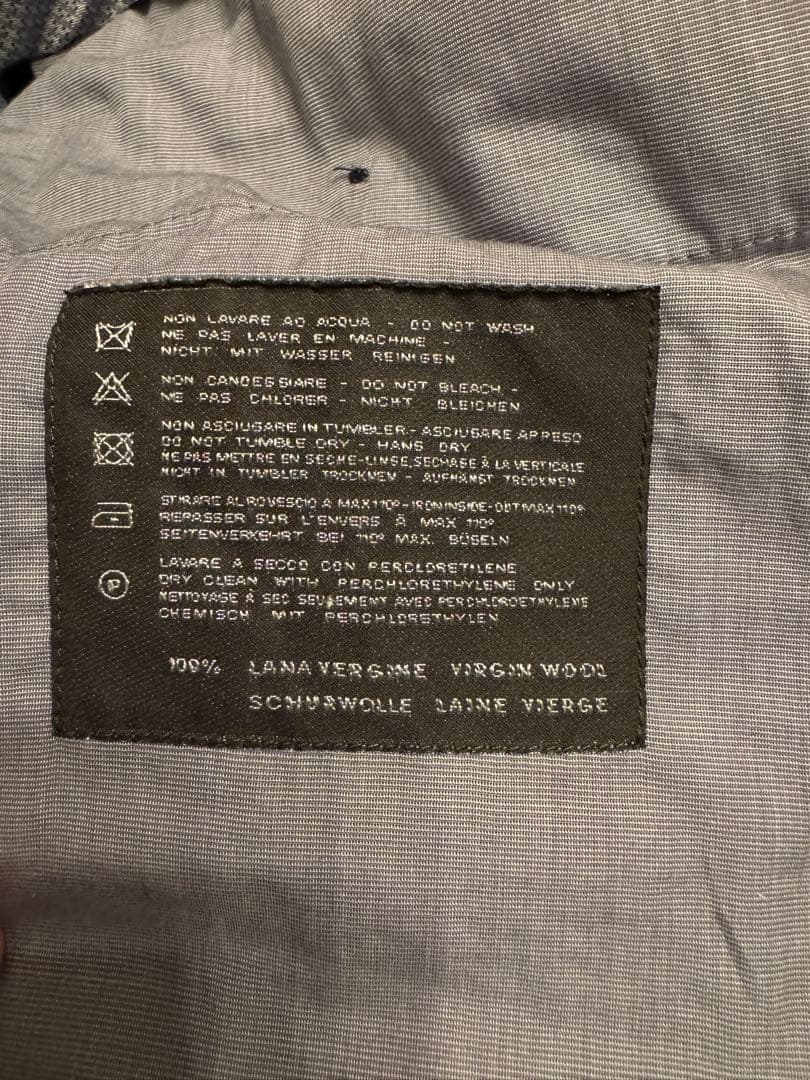 NON LAVARE AD ACQUA - DO NOT WASH
NE PAS LAVER EN MACHINE -
NICHT MIT WASSER REINIGEN
NON CANDEGGIARE - DO NOT BLEACH -
NE PAS CHLORER - NICHT BLEICHEN
NON ASCIUGARE IN TUMBLER - ASCIUGARE APPESO
DO NOT TUMBLE DRY - HANG DRY
NE PAS METTRE EN SECHE-LINGE, SECHAGE À LA VERTICALE
NICHT IN TUMBLER TROCKNEN - AUFHÄNGT TROCKNEN
STIRARE AL ROVESCIO A MAX 110° - IRON INSIDE-OUT MAX 110°
REPASSER SUR L'ENVERS À MAX 110°
SEITENVERKEHRT BEI 110° MAX. BÜGELN
P
LAVARE A SECCO CON PERCLORETILENE
DRY CLEAN WITH PERCHLORETHYLENE ONLY
NETTOYAGE À SEC SEULEMENT AVEC PERCHLOROETHYLENE
CHEMISCH MIT PERCHLORETHYLEN
100% LANA VERGINE VIRGIN WOOL
SCHURWOLLE LAINE VIERGE